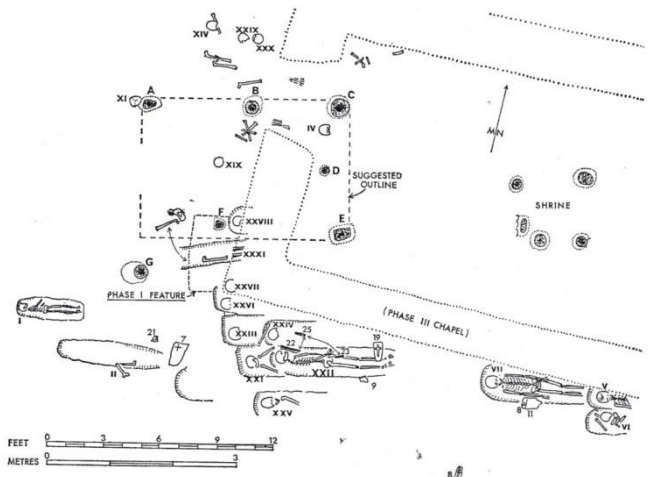 XIV
XXIX
XXX
XI
A
B
C
IV
XIX
D
SUGGESTED
OUTLINE
MN
SHRINE
F
XXVIII
E
XXXI
G
PHASE I FEATURE
XXVII
XXVI
(PHASE III CHAPEL)
I
21
7
XXIII
XXIV
25
19
22
23
II
XXI
XXII
9
VII
V
8
11
VI
XXV
FEET 0 3 6 9 12
METRES 0 3
8